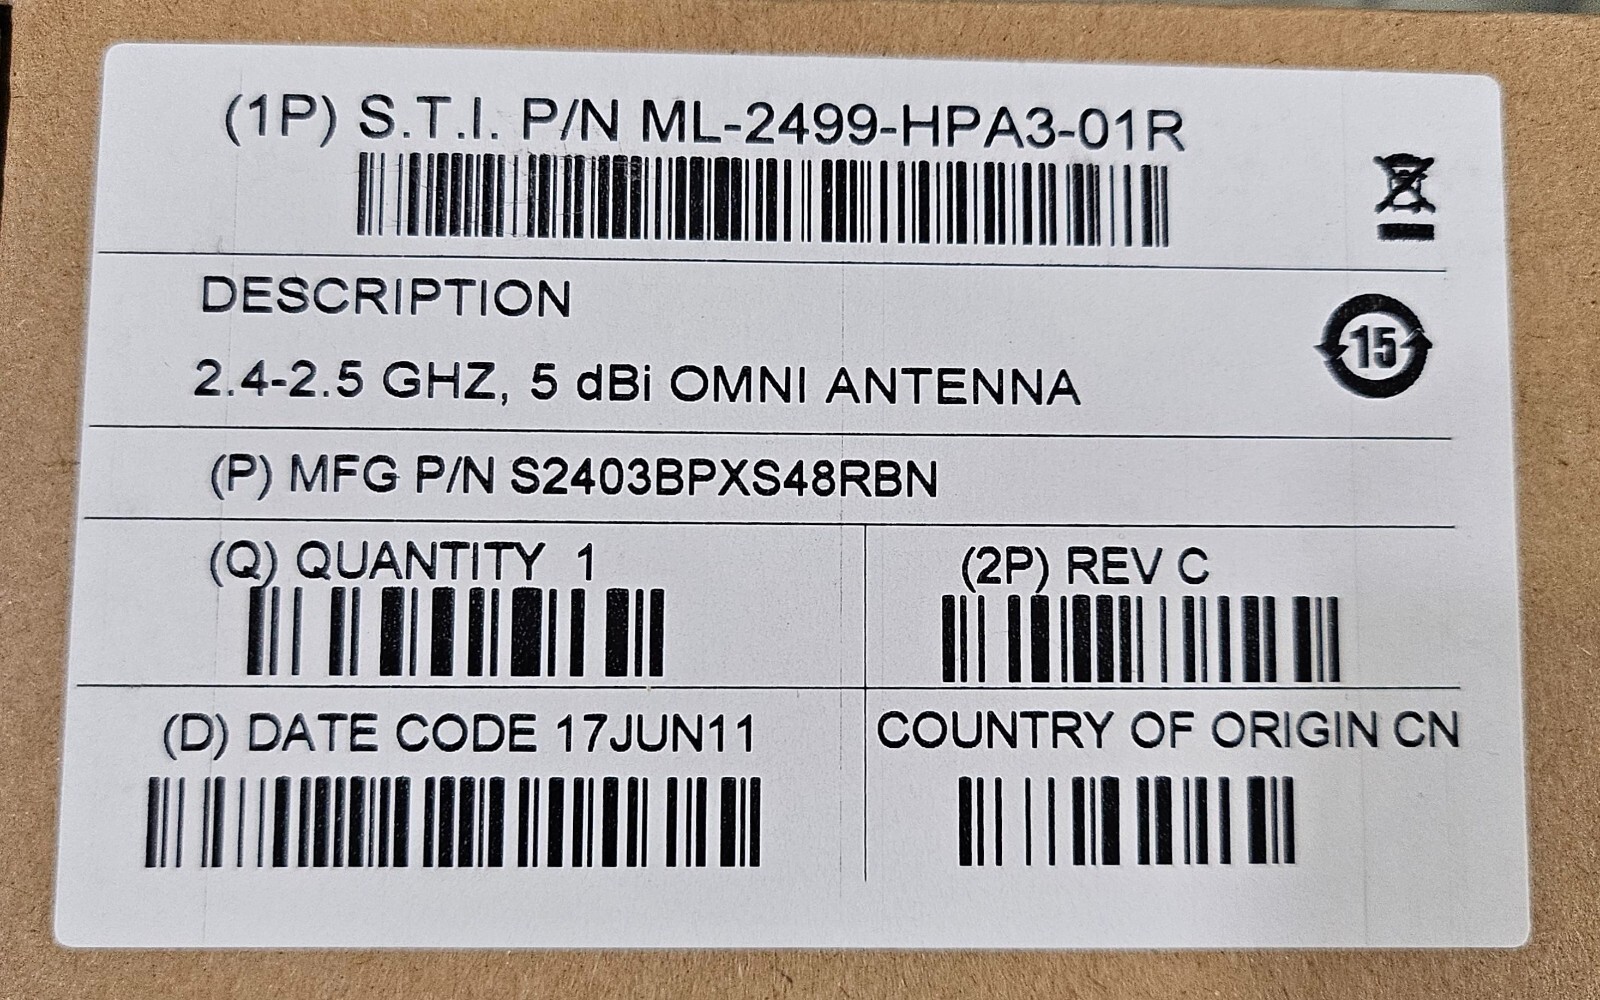 (1P) S.T.I. P/N ML-2499-HPA3-01R
DESCRIPTION
15
2.4-2.5 GHZ, 5 dBi OMNI ANTENNA
(P) MFG P/N S2403BPXS48RBN
(Q) QUANTITY 1
(2P) REV C
(D) DATE CODE 17JUN11
COUNTRY OF ORIGIN CN